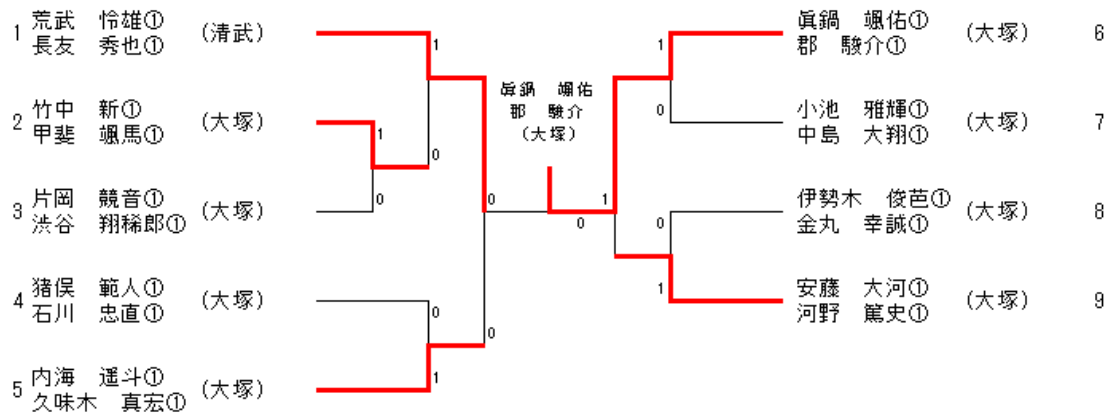 1 荒武 怜雄① (清武)
長友 秀也①
2 竹中 新① (大塚)
甲斐 颯馬①
3 片岡 競音① (大塚)
渋谷 翔稀郎①
4 猪俣 範人① (大塚)
石川 忠直①
5 内海 遥斗① (大塚)
久味木 真宏①
1
1
0
0
0
0
0
1
眞鍋 颯佑
郡 駿介
(大塚)
0
1
1
0
0
1
眞鍋 颯佑① (大塚) 6
郡 駿介①
小池 雅輝① (大塚) 7
中島 大翔①
伊勢木 俊芭① (大塚) 8
金丸 幸誠①
安藤 大河① (大塚) 9
河野 篤史①